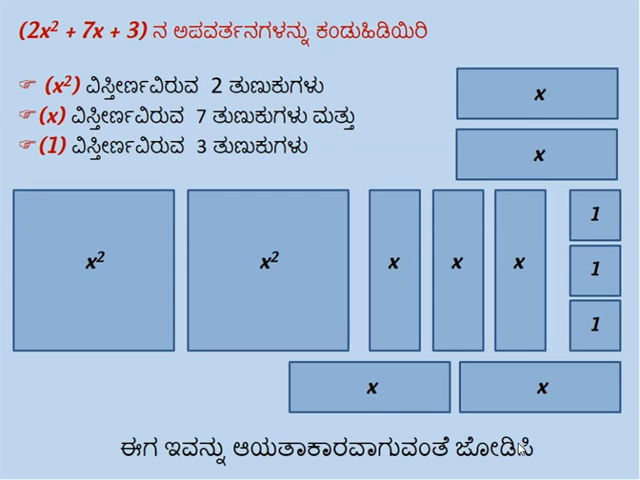 (2x² + 7x + 3) ನ ಅಪವರ್ತನಗಳನ್ನು ಕಂಡುಹಿಡಿಯಿರಿ
☞ (x²) ವಿಸ್ತೀರ್ಣವಿರುವ 2 ತುಣುಕುಗಳು
☞(x) ವಿಸ್ತೀರ್ಣವಿರುವ 7 ತುಣುಕುಗಳು ಮತ್ತು
☞(1) ವಿಸ್ತೀರ್ಣವಿರುವ 3 ತುಣುಕುಗಳು
x
x
x² x² x x x
1
1
1
x x
ಈಗ ಇವನ್ನು ಆಯತಾಕಾರವಾಗುವಂತೆ ಜೋಡಿಸಿ